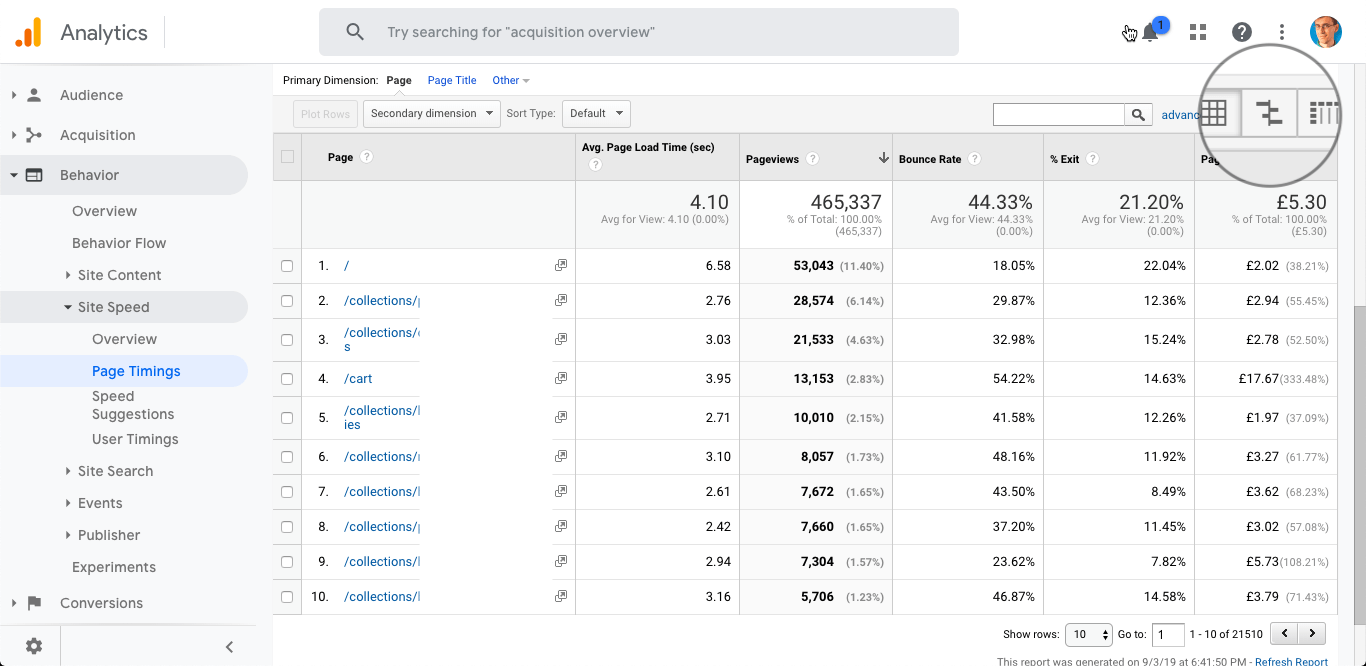 Analytics
Try searching for "acquisition overview"
1
Audience
Acquisition
Behavior
Overview
Behavior Flow
Site Content
Site Speed
Overview
Page Timings
Speed
Suggestions
User Timings
Site Search
Events
Publisher
Experiments
Conversions
Primary Dimension: Page Page Title Other
Plot Rows Secondary dimension Sort Type: Default
Page ? Avg. Page Load Time (sec) ? Pageviews ? Bounce Rate ? % Exit ?
4.10 465,337 44.33% 21.20% £5.30
Avg for View: 4.10 (0.00%) % of Total: 100.00% (465,337) Avg for View: 44.33% (0.00%) Avg for View: 21.20% (0.00%) % of Total: 100.00% (£5.30)
1. / 6.58 53,043 (11.40%) 18.05% 22.04% £2.02 (38.21%)
2. /collections/ 2.76 28,574 (6.14%) 29.87% 12.36% £2.94 (55.45%)
3. /collections/ s 3.03 21,533 (4.63%) 32.98% 15.24% £2.78 (52.50%)
4. /cart 3.95 13,153 (2.83%) 54.22% 14.63% £17.67 (333.48%)
5. /collections/ ies 2.71 10,010 (2.15%) 41.58% 12.26% £1.97 (37.09%)
6. /collections/ 3.10 8,057 (1.73%) 48.16% 11.92% £3.27 (61.77%)
7. /collections/ 2.61 7,672 (1.65%) 43.50% 8.49% £3.62 (68.23%)
8. /collections/ 2.42 7,660 (1.65%) 37.20% 11.45% £3.02 (57.08%)
9. /collections/ 2.94 7,304 (1.57%) 23.62% 7.82% £5.73 (108.21%)
10. /collections/ 3.16 5,706 (1.23%) 46.87% 14.58% £3.79 (71.43%)
Show rows: 10 Go to: 1 1 - 10 of 21510
This report was generated on 9/3/19 at 6:41:50 PM - Refresh Report